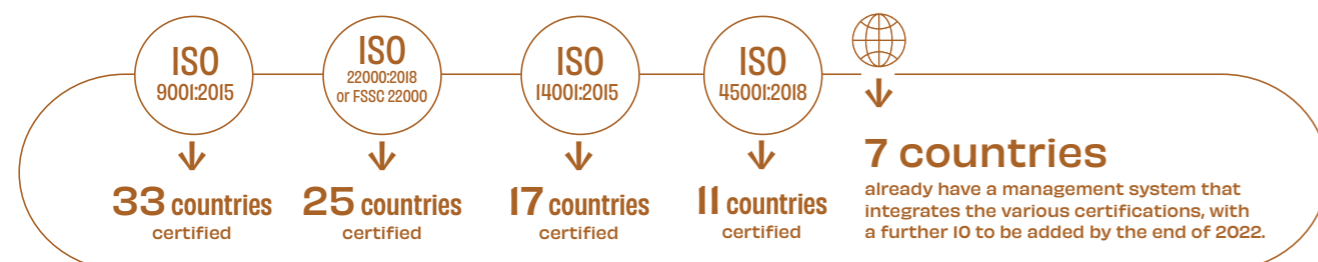 ISO
9001:2015
33 countries
certified
ISO
22000:2018
or FSSC 22000
25 countries
certified
ISO
14001:2015
17 countries
certified
ISO
45001:2018
11 countries
certified
7 countries
already have a management system that
integrates the various certifications, with
a further 10 to be added by the end of 2022.